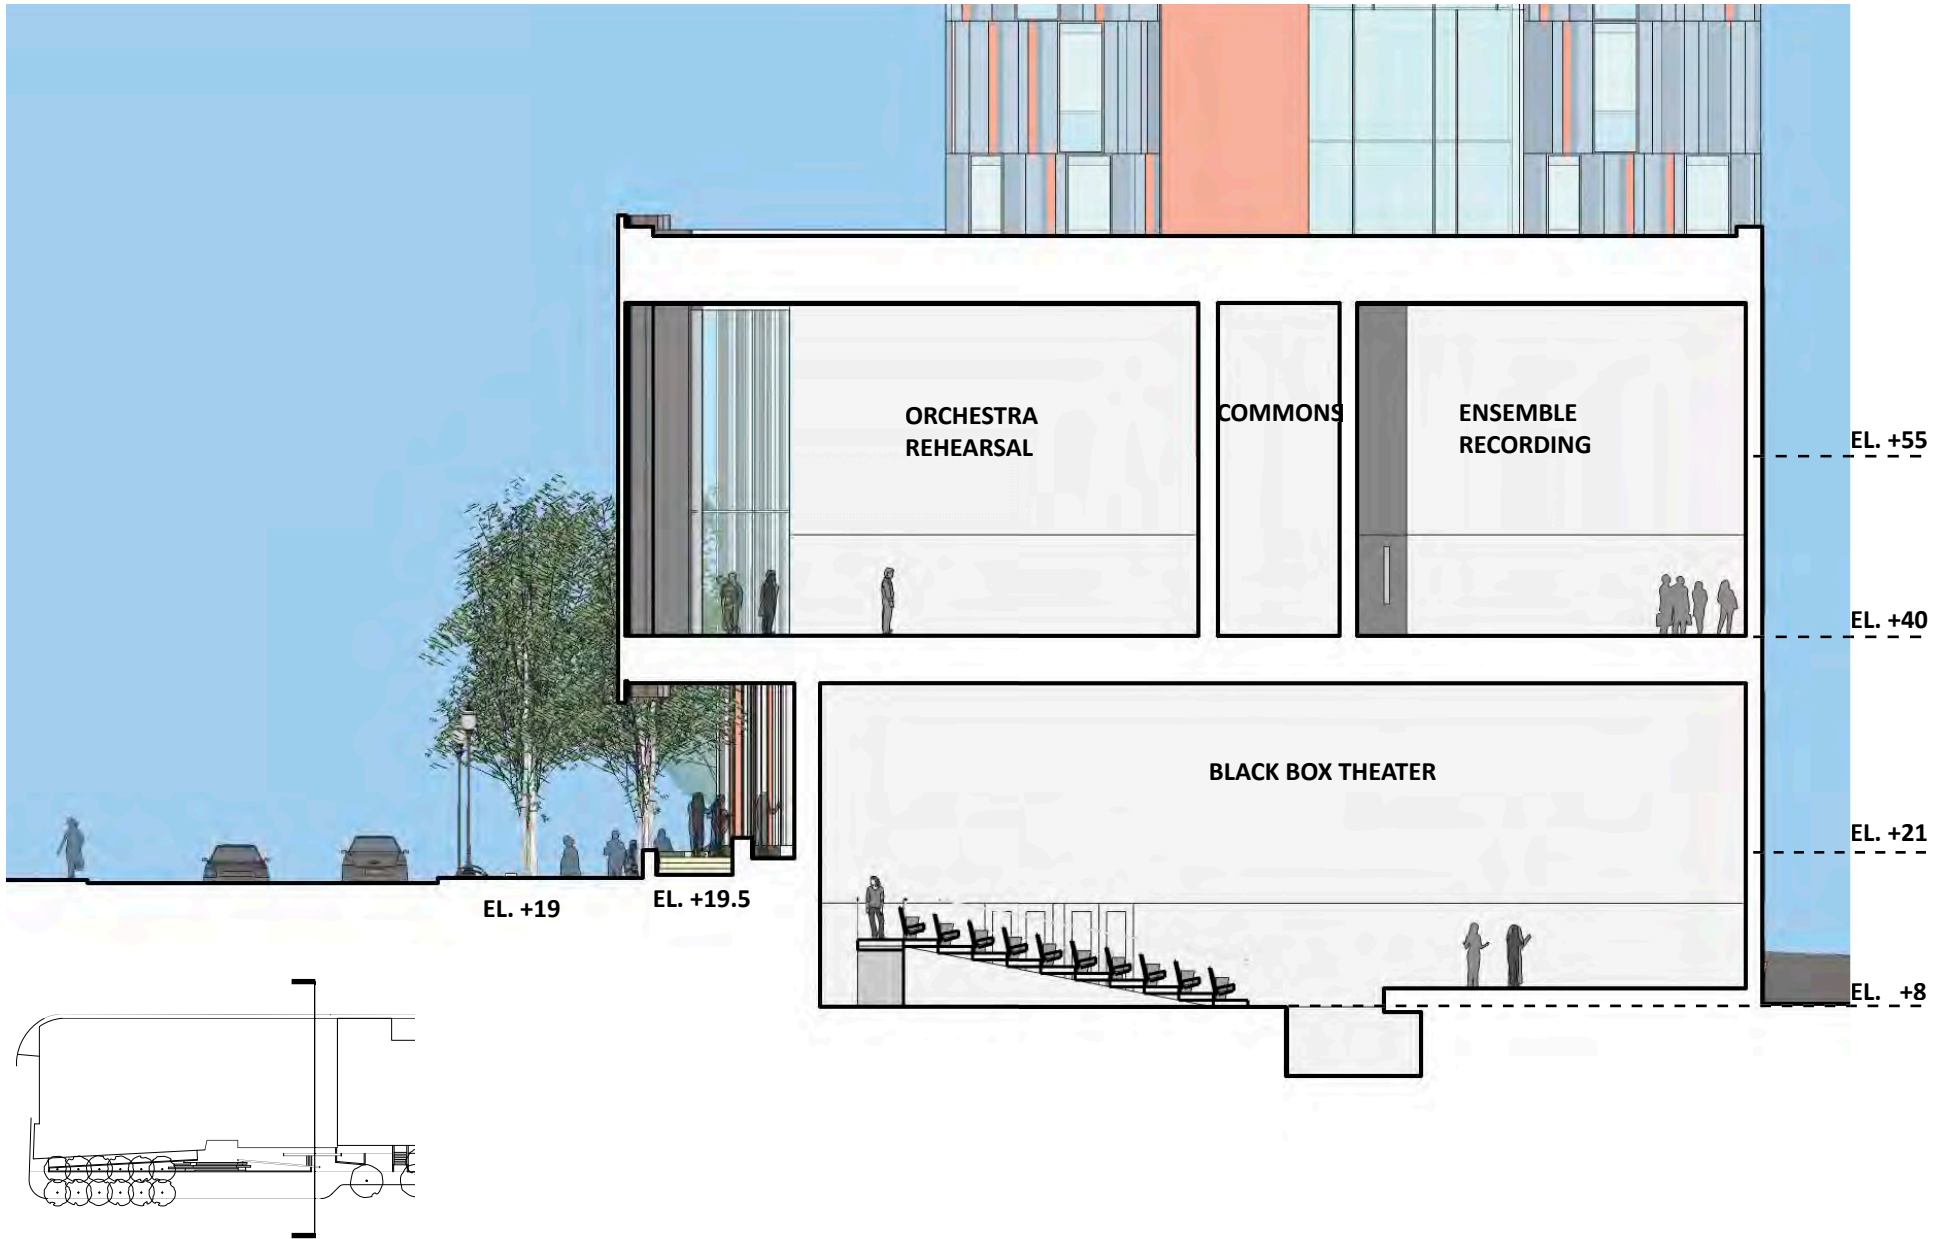 ORCHESTRA
REHEARSAL
COMMONS
ENSEMBLE
RECORDING
EL. +55
EL. +40
BLACK BOX THEATER
EL. +21
EL. +19
EL. +19.5
EL. +8